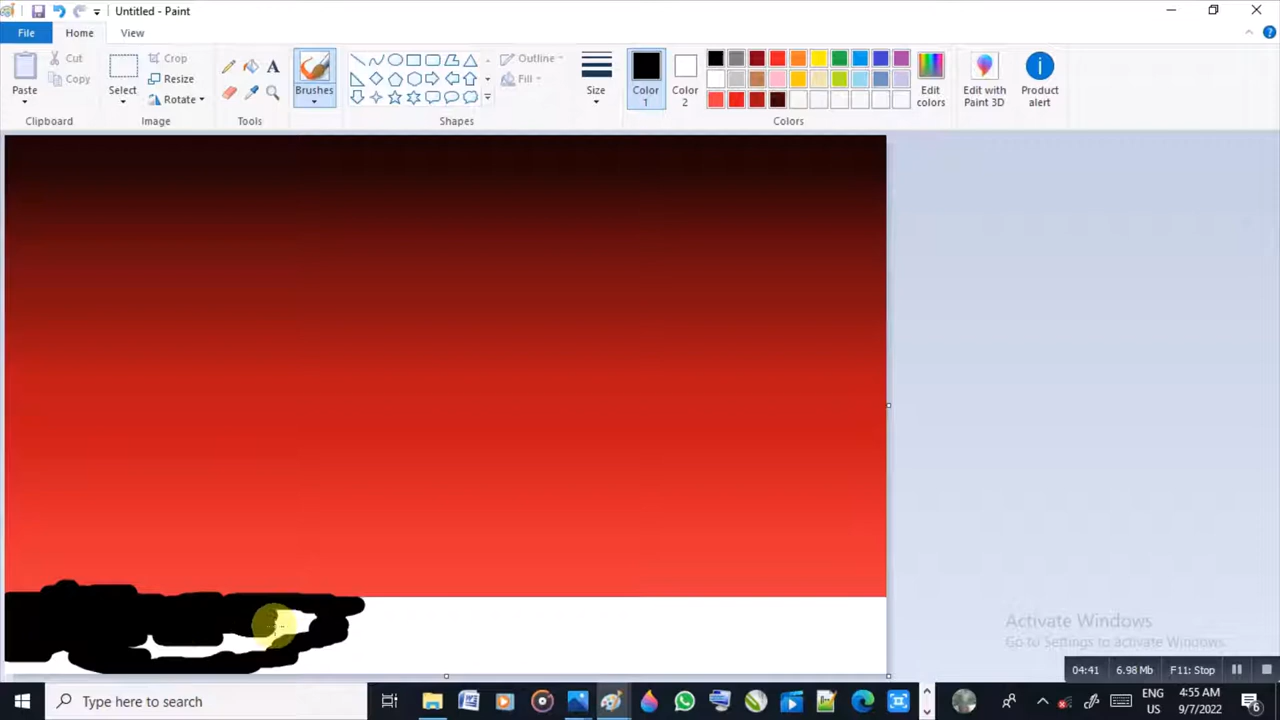 Untitled - Paint
File
Home
View
Paste
Cut
Copy
Clipboard
Select
Crop
Resize
Rotate
Image
Tools
Brushes
Shapes
Outline
Fill
Size
Color
1
Color
2
Colors
Edit
colors
Edit with
Paint 3D
Product
alert
Activate Windows
Go to Settings to activate Windows.
04:41
6.98 Mb
F11: Stop
Type here to search
ENG
US
4:55 AM
9/7/2022
6